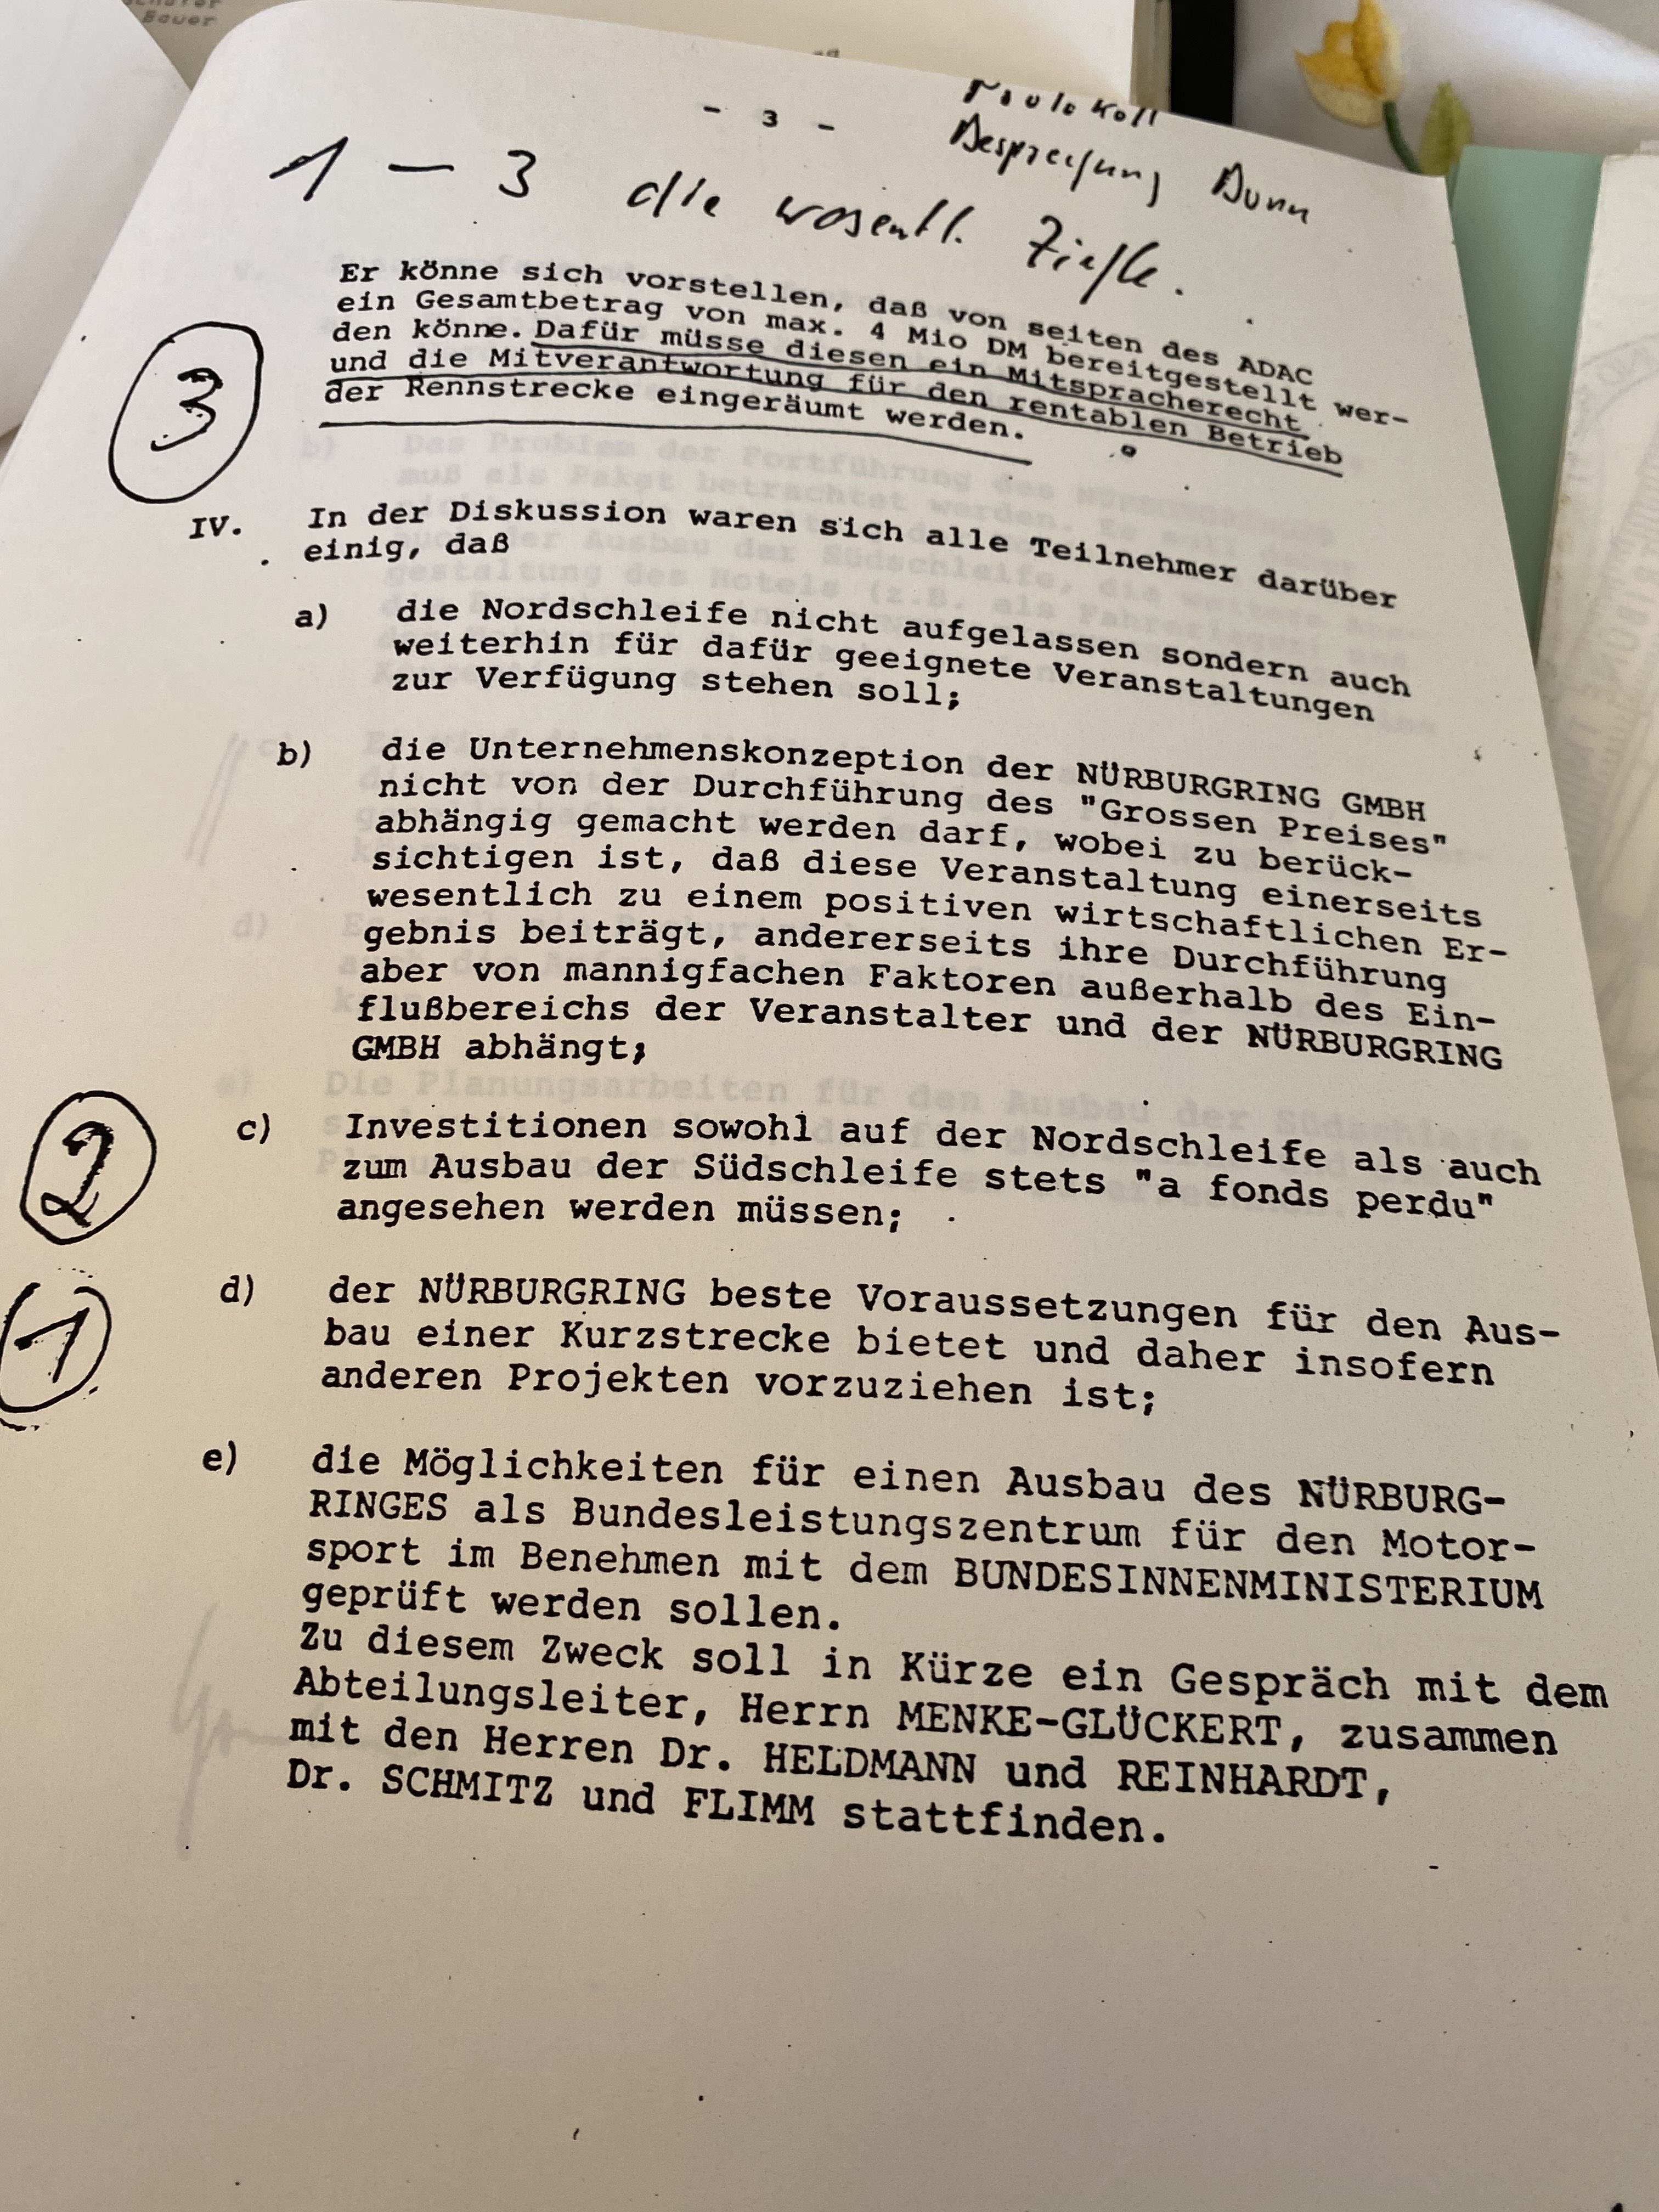 Bauer
- 3 -
Protokoll
Besprechung Bonn
1 — 3 die wesentl. Ziele.
Er könne sich vorstellen, daß von seiten des ADAC
ein Gesamtbetrag von max. 4 Mio DM bereitgestellt wer-
den könne. Dafür müsse diesen ein Mitspracherecht
und die Mitverantwortung für den rentablen Betrieb
der Rennstrecke eingeräumt werden.
3
IV. In der Diskussion waren sich alle Teilnehmer darüber
einig, daß
a) die Nordschleife nicht aufgelassen sondern auch
weiterhin für dafür geeignete Veranstaltungen
zur Verfügung stehen soll;
b) die Unternehmenskonzeption der NÜRBURGRING GMBH
nicht von der Durchführung des "Grossen Preises"
abhängig gemacht werden darf, wobei zu berück-
sichtigen ist, daß diese Veranstaltung einerseits
wesentlich zu einem positiven wirtschaftlichen Er-
gebnis beiträgt, andererseits ihre Durchführung
aber von mannigfachen Faktoren außerhalb des Ein-
flußbereichs der Veranstalter und der NÜRBURGRING
GMBH abhängt;
2
c) Investitionen sowohl auf der Nordschleife als auch
zum Ausbau der Südschleife stets "a fonds perdu"
angesehen werden müssen;
1
d) der NÜRBURGRING beste Voraussetzungen für den Aus-
bau einer Kurzstrecke bietet und daher insofern
anderen Projekten vorzuziehen ist;
e) die Möglichkeiten für einen Ausbau des NÜRBURG-
RINGES als Bundesleistungszentrum für den Motor-
sport im Benehmen mit dem BUNDESINNENMINISTERIUM
geprüft werden sollen.
Zu diesem Zweck soll in Kürze ein Gespräch mit dem
Abteilungsleiter, Herrn MENKE-GLÜCKERT, zusammen
mit den Herren Dr. HELDMANN und REINHARDT,
Dr. SCHMITZ und FLIMM stattfinden.